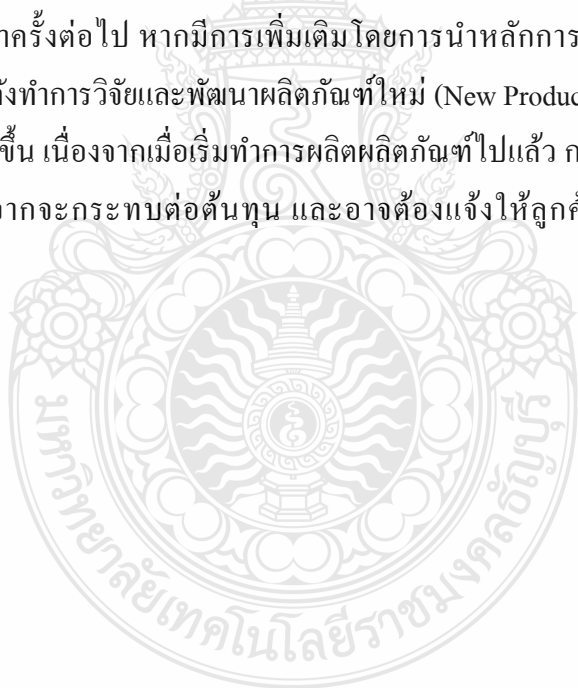 าครั้งต่อไป หากมีการเพิ่มเติมโดยการนำหลักการ
ังทำการวิจัยและพัฒนาผลิตภัณฑ์ใหม่ (New Produc
ขึ้น เนื่องจากเมื่อเริ่มทำการผลิตผลิตภัณฑ์ไปแล้ว ก
จากจะกระทบต่อต้นทุน และอาจต้องแจ้งให้ลูกค้
มหาวิทยาลัยเทคโนโลยีราชมงคลธัญบุรี